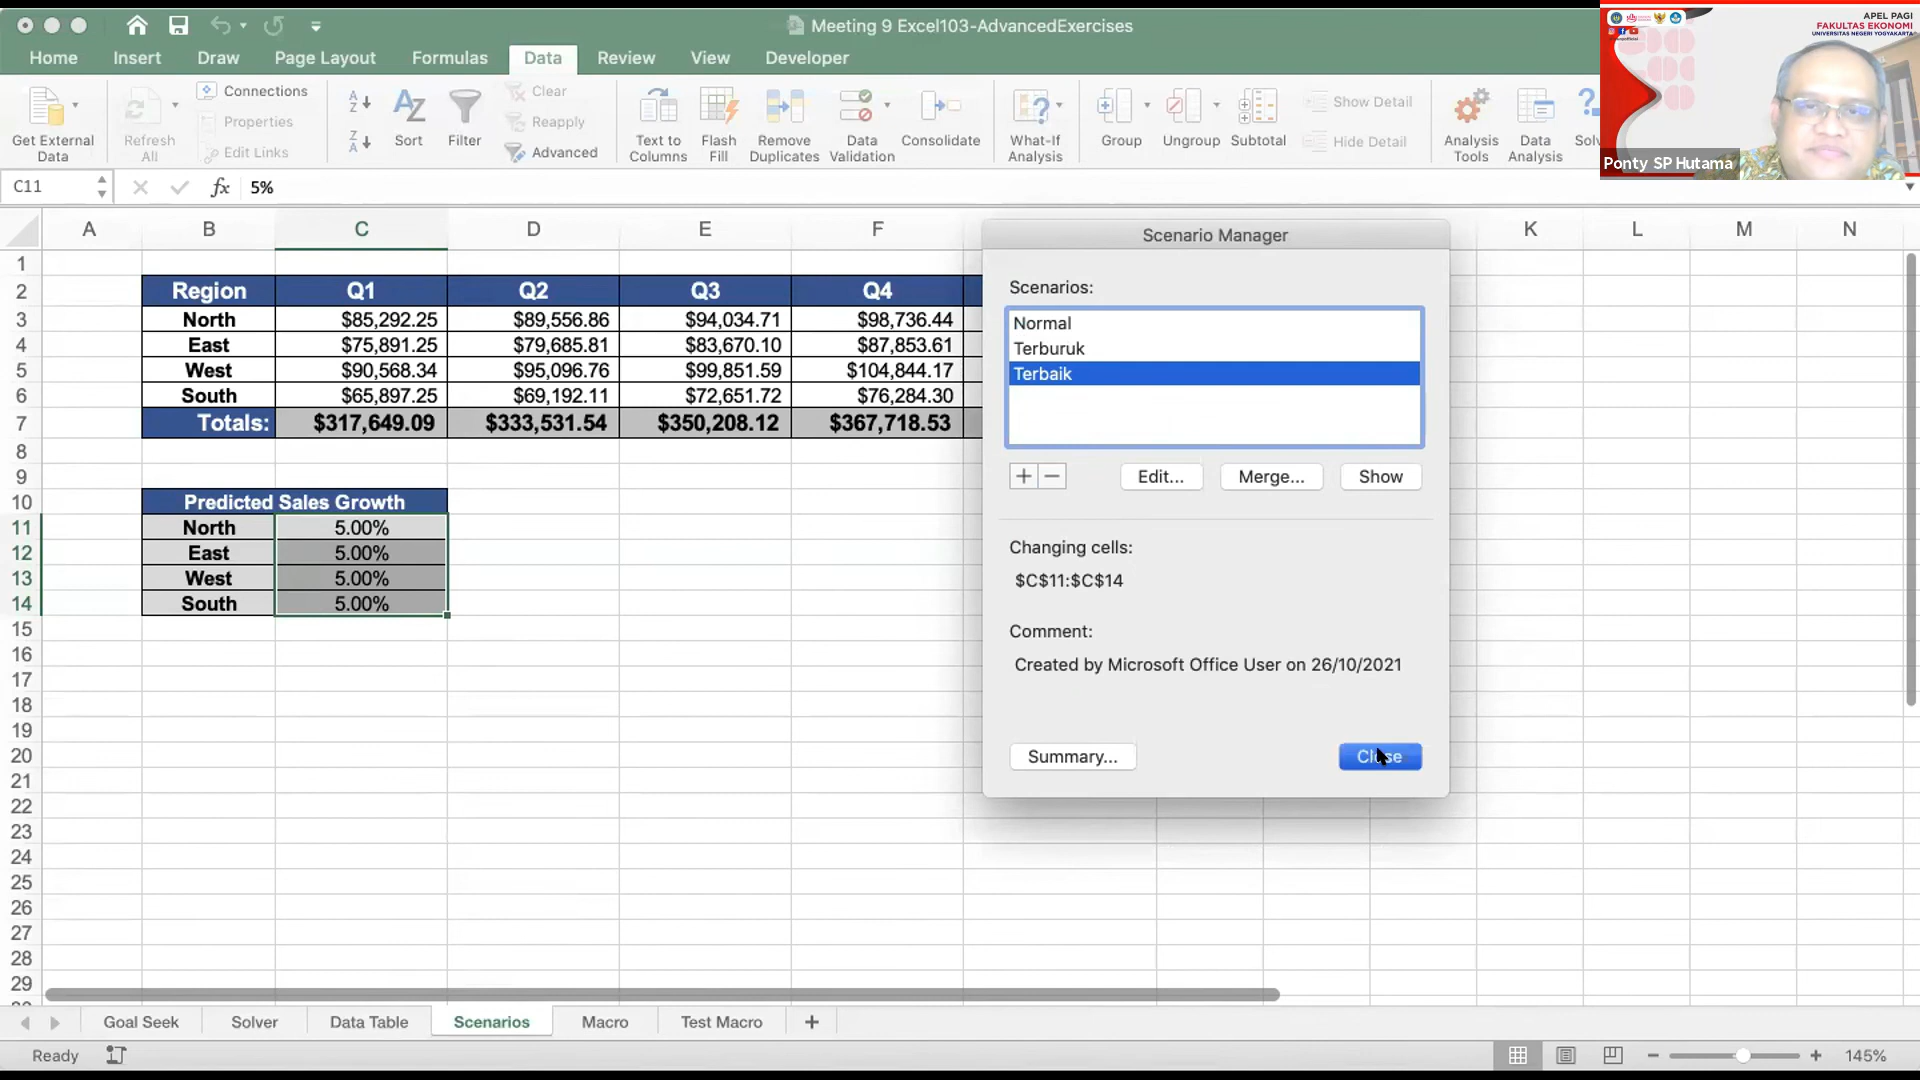 Meeting 9 Excel103-AdvancedExercises
Home Insert Draw Page Layout Formulas Data Review View Developer
Get External Data
Refresh All
Connections
Properties
Edit Links
Sort
Filter
Clear
Reapply
Advanced
Text to Columns
Flash Fill
Remove Duplicates
Data Validation
Consolidate
What-If Analysis
Group
Ungroup
Subtotal
Show Detail
Hide Detail
Analysis Tools
Data Analysis
APEL PAGI
FAKULTAS EKONOMI
UNIVERSITAS NEGERI YOGYAKARTA
Ponty SP Hutama
C11 fx 5%
A B C D E F K L M N
1
2 Region Q1 Q2 Q3 Q4
3 North $85,292.25 $89,556.86 $94,034.71 $98,736.44
4 East $75,891.25 $79,685.81 $83,670.10 $87,853.61
5 West $90,568.34 $95,096.76 $99,851.59 $104,844.17
6 South $65,897.25 $69,192.11 $72,651.72 $76,284.30
7 Totals: $317,649.09 $333,531.54 $350,208.12 $367,718.53
8
9
10 Predicted Sales Growth
11 North 5.00%
12 East 5.00%
13 West 5.00%
14 South 5.00%
15
16
17
18
19
20
21
22
23
24
25
26
27
28
29
Scenario Manager
Scenarios:
Normal
Terburuk
Terbaik
+ − Edit... Merge... Show
Changing cells:
$C$11:$C$14
Comment:
Created by Microsoft Office User on 26/10/2021
Summary... Close
Goal Seek Solver Data Table Scenarios Macro Test Macro +
Ready 145%